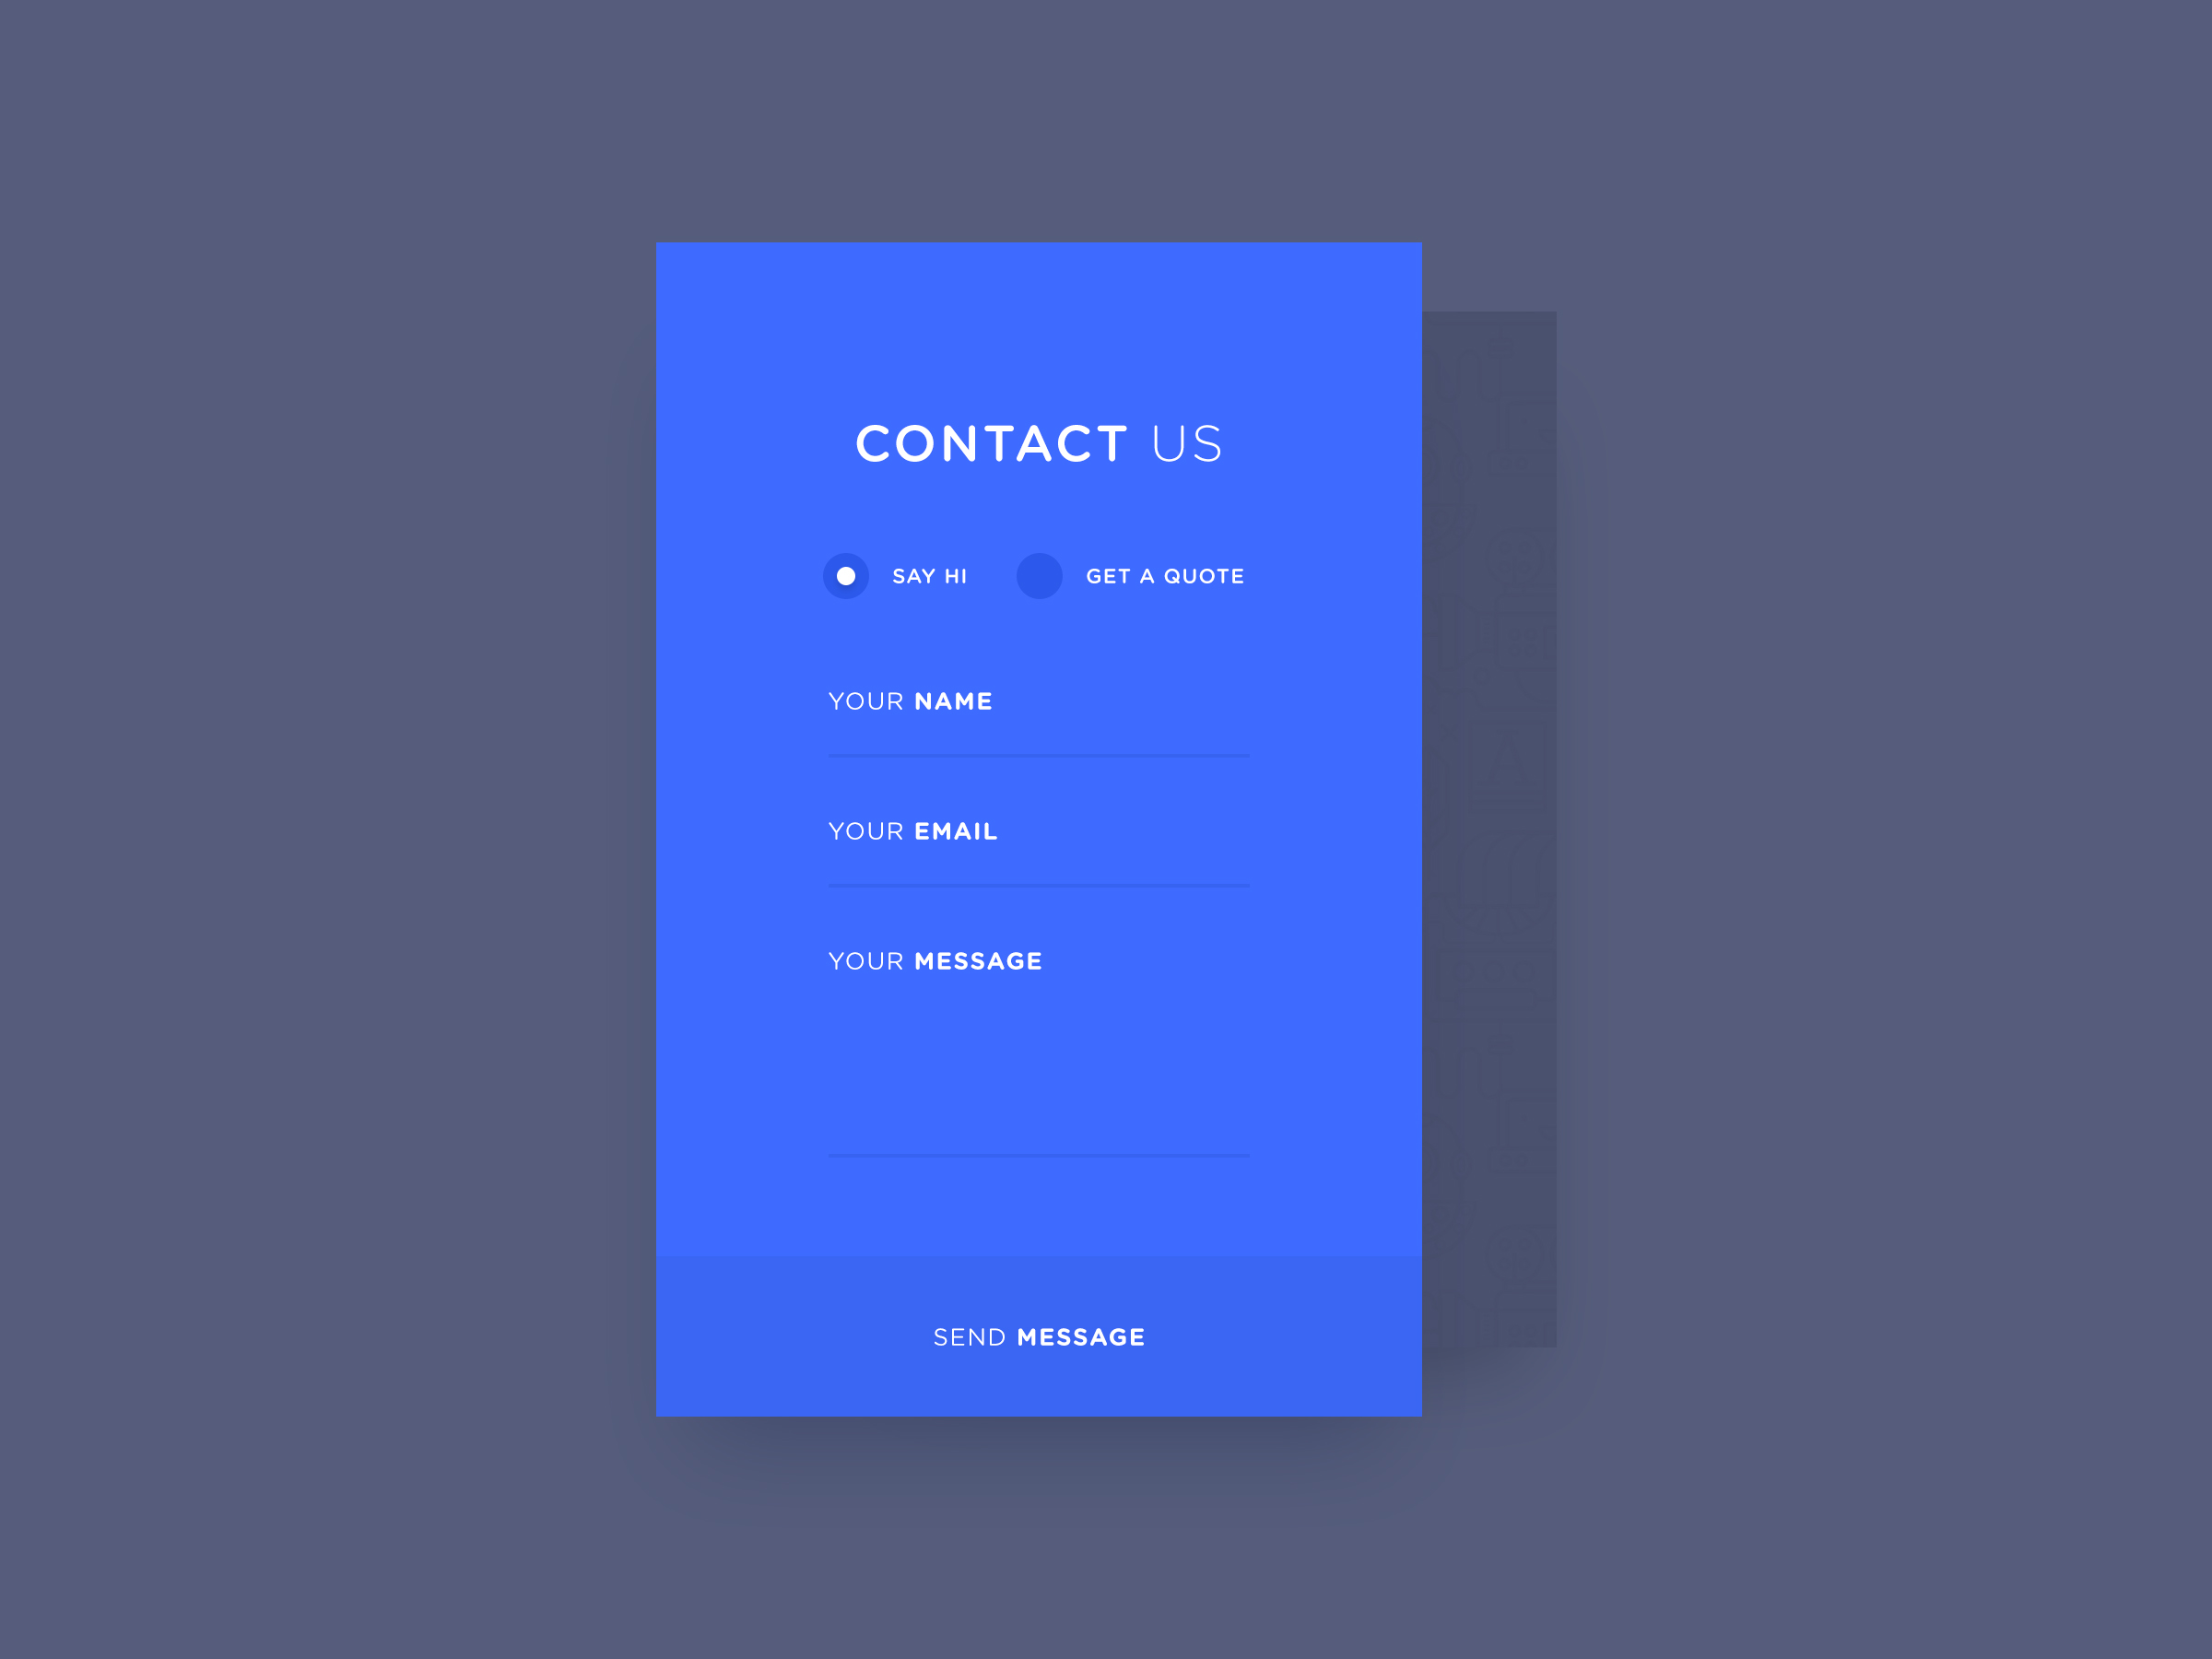 CONTACT US
SAY HI GET A QUOTE
YOUR NAME
YOUR EMAIL
YOUR MESSAGE
SEND MESSAGE